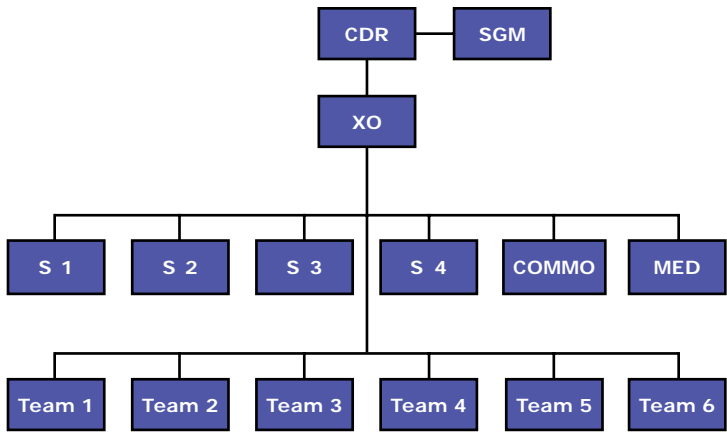 CDR SGM
XO
S 1 S 2 S 3 S 4 COMMO MED
Team 1 Team 2 Team 3 Team 4 Team 5 Team 6